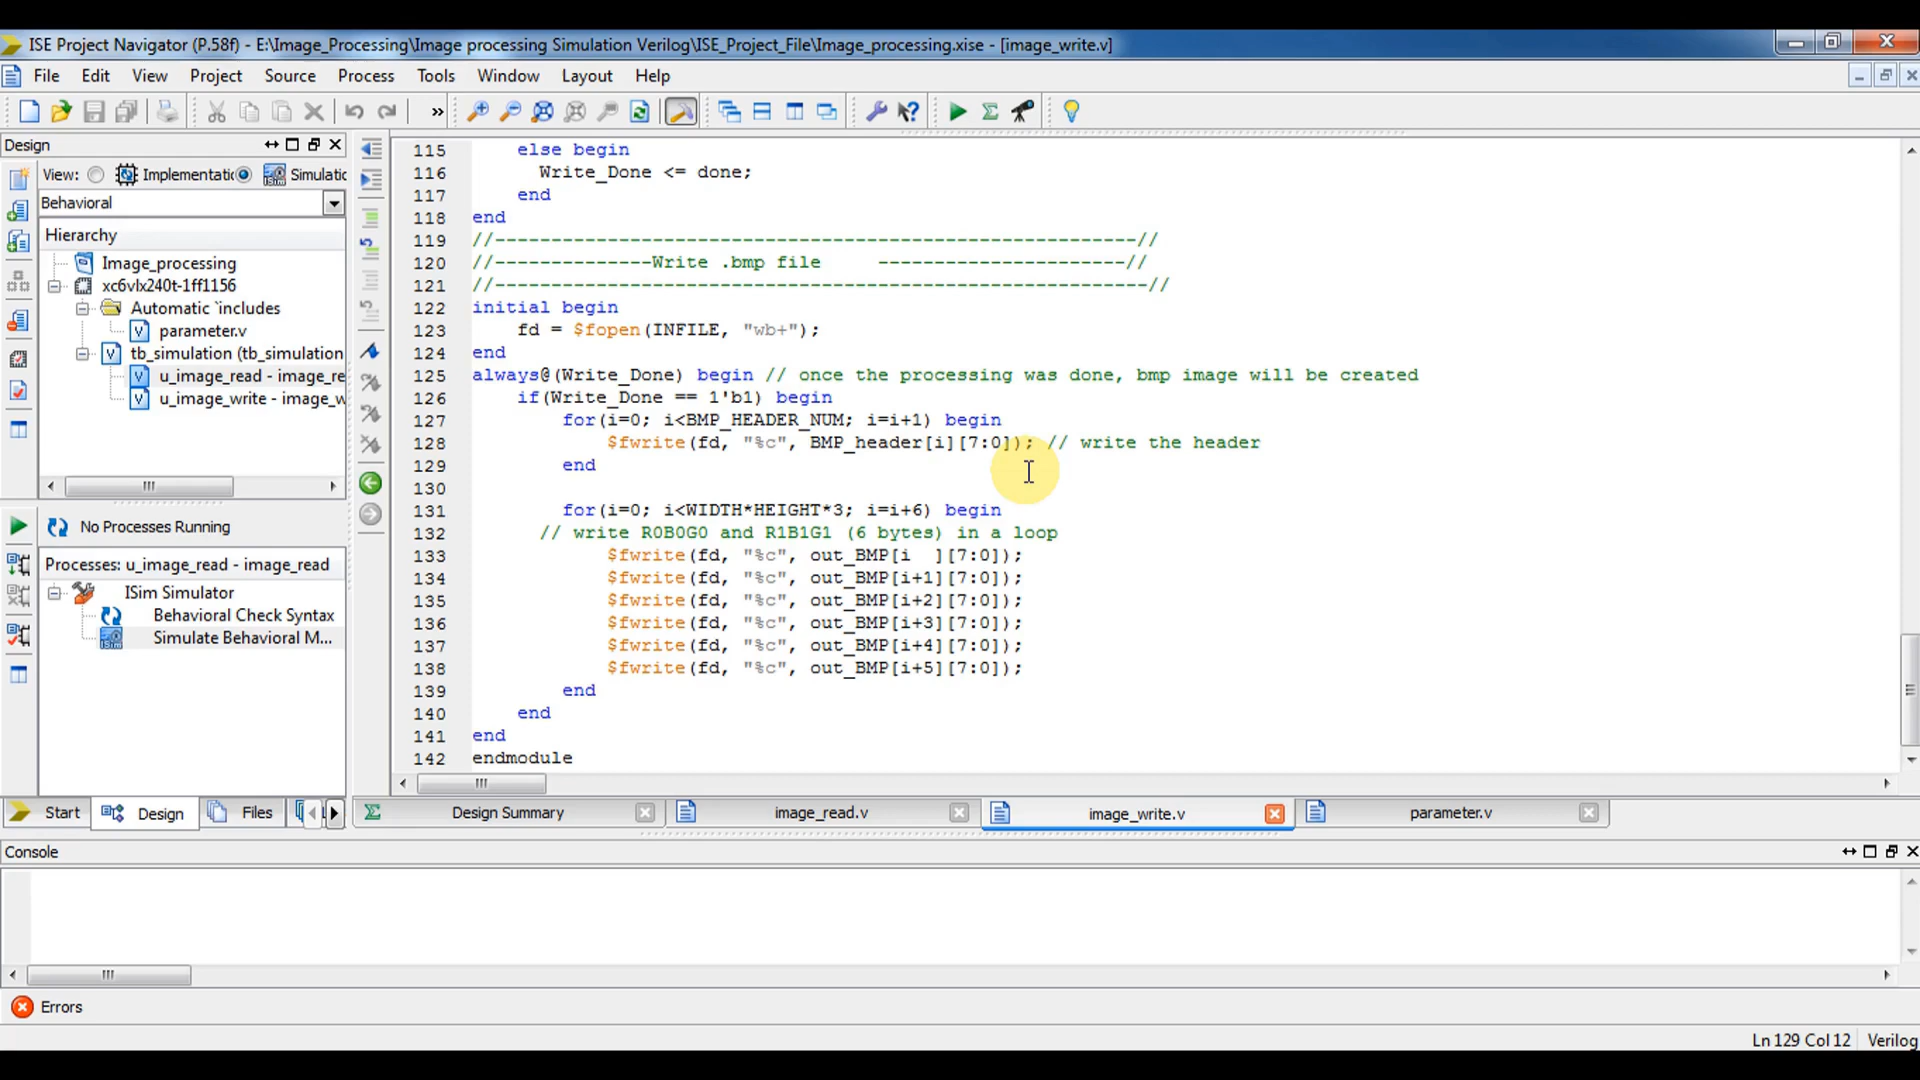 ISE Project Navigator (P.58f) - E:\Image_Processing\Image processing Simulation Verilog\ISE_Project_File\Image_processing.xise - [image_write.v]
File Edit View Project Source Process Tools Window Layout Help
Design
View: Implementatic Simulatic
Behavioral
Hierarchy
Image_processing
xc6vlx240t-1ff1156
Automatic `includes
parameter.v
tb_simulation (tb_simulation
u_image_read - image_re
u_image_write - image_w
No Processes Running
Processes: u_image_read - image_read
ISim Simulator
Behavioral Check Syntax
Simulate Behavioral M...
Start Design Files
115 else begin
116 Write_Done <= done;
117 end
118 end
119 //---------------------------------------------------------//
120 //--------------Write .bmp file     ----------------------//
121 //----------------------------------------------------------//
122 initial begin
123 fd = $fopen(INFILE, "wb+");
124 end
125 always@(Write_Done) begin // once the processing was done, bmp image will be created
126 if(Write_Done == 1'b1) begin
127 for(i=0; i<BMP_HEADER_NUM; i=i+1) begin
128 $fwrite(fd, "%c", BMP_header[i][7:0]); // write the header
129 end
130
131 for(i=0; i<WIDTH*HEIGHT*3; i=i+6) begin
132 // write R0B0G0 and R1B1G1 (6 bytes) in a loop
133 $fwrite(fd, "%c", out_BMP[i  ][7:0]);
134 $fwrite(fd, "%c", out_BMP[i+1][7:0]);
135 $fwrite(fd, "%c", out_BMP[i+2][7:0]);
136 $fwrite(fd, "%c", out_BMP[i+3][7:0]);
137 $fwrite(fd, "%c", out_BMP[i+4][7:0]);
138 $fwrite(fd, "%c", out_BMP[i+5][7:0]);
139 end
140 end
141 end
142 endmodule
Design Summary image_read.v image_write.v parameter.v
Console
Errors
Ln 129 Col 12 Verilog